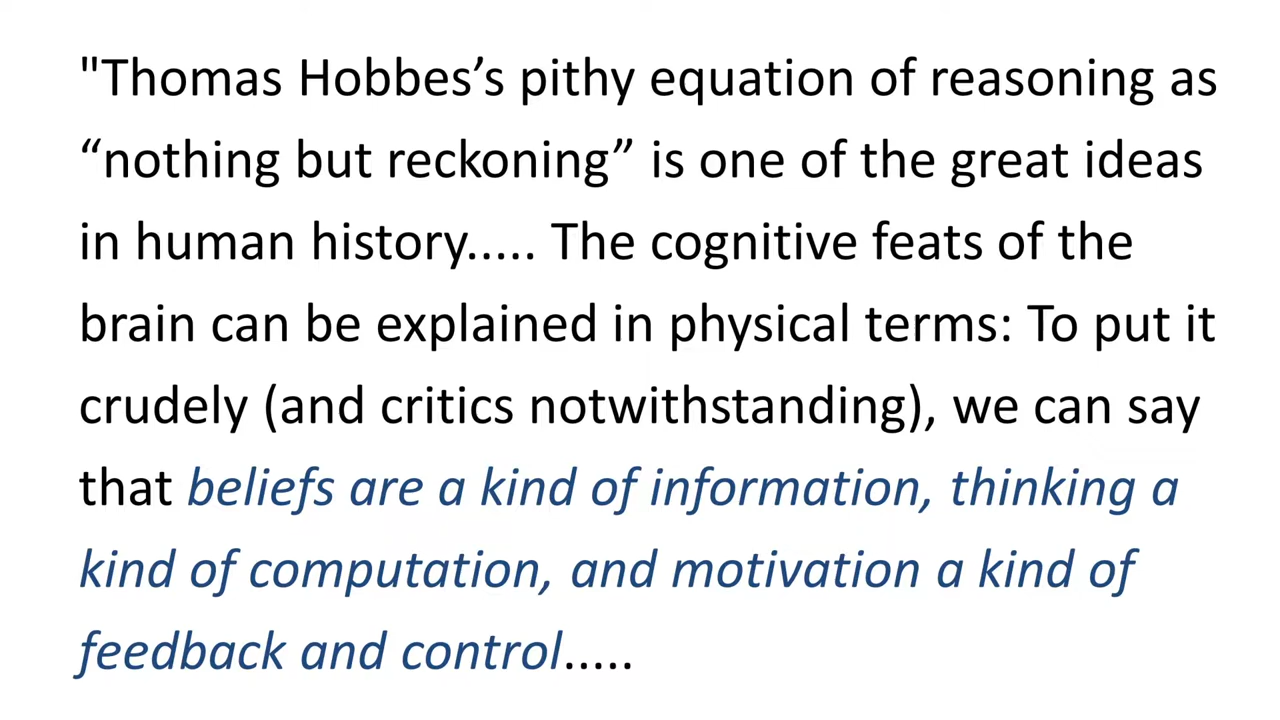 "Thomas Hobbes’s pithy equation of reasoning as
“nothing but reckoning” is one of the great ideas
in human history..... The cognitive feats of the
brain can be explained in physical terms: To put it
crudely (and critics notwithstanding), we can say
that beliefs are a kind of information, thinking a
kind of computation, and motivation a kind of
feedback and control.....